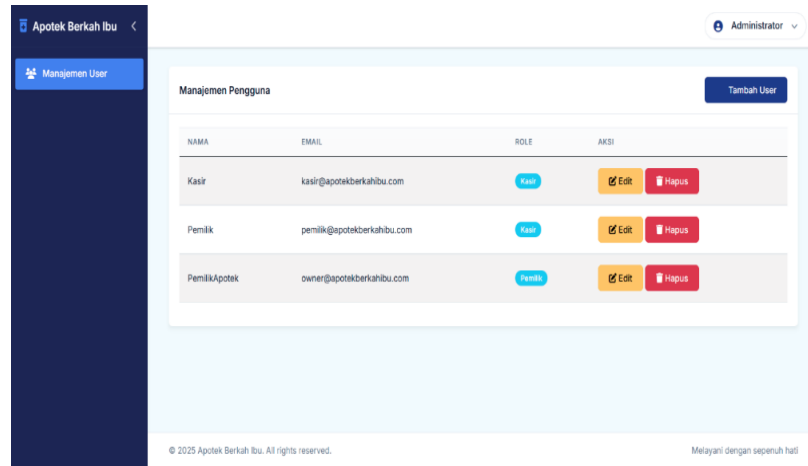 Apotek Berkah Ibu
Administrator
Manajemen User
Manajemen Pengguna
Tambah User
NAMA EMAIL ROLE AKSI
Kasir kasir@apotekberkahibu.com Kasir Edit Hapus
Pemilik pemilik@apotekberkahibu.com Kasir Edit Hapus
PemilikApotek owner@apotekberkahibu.com Pemilik Edit Hapus
© 2025 Apotek Berkah Ibu. All rights reserved.
Melayani dengan sepenuh hati